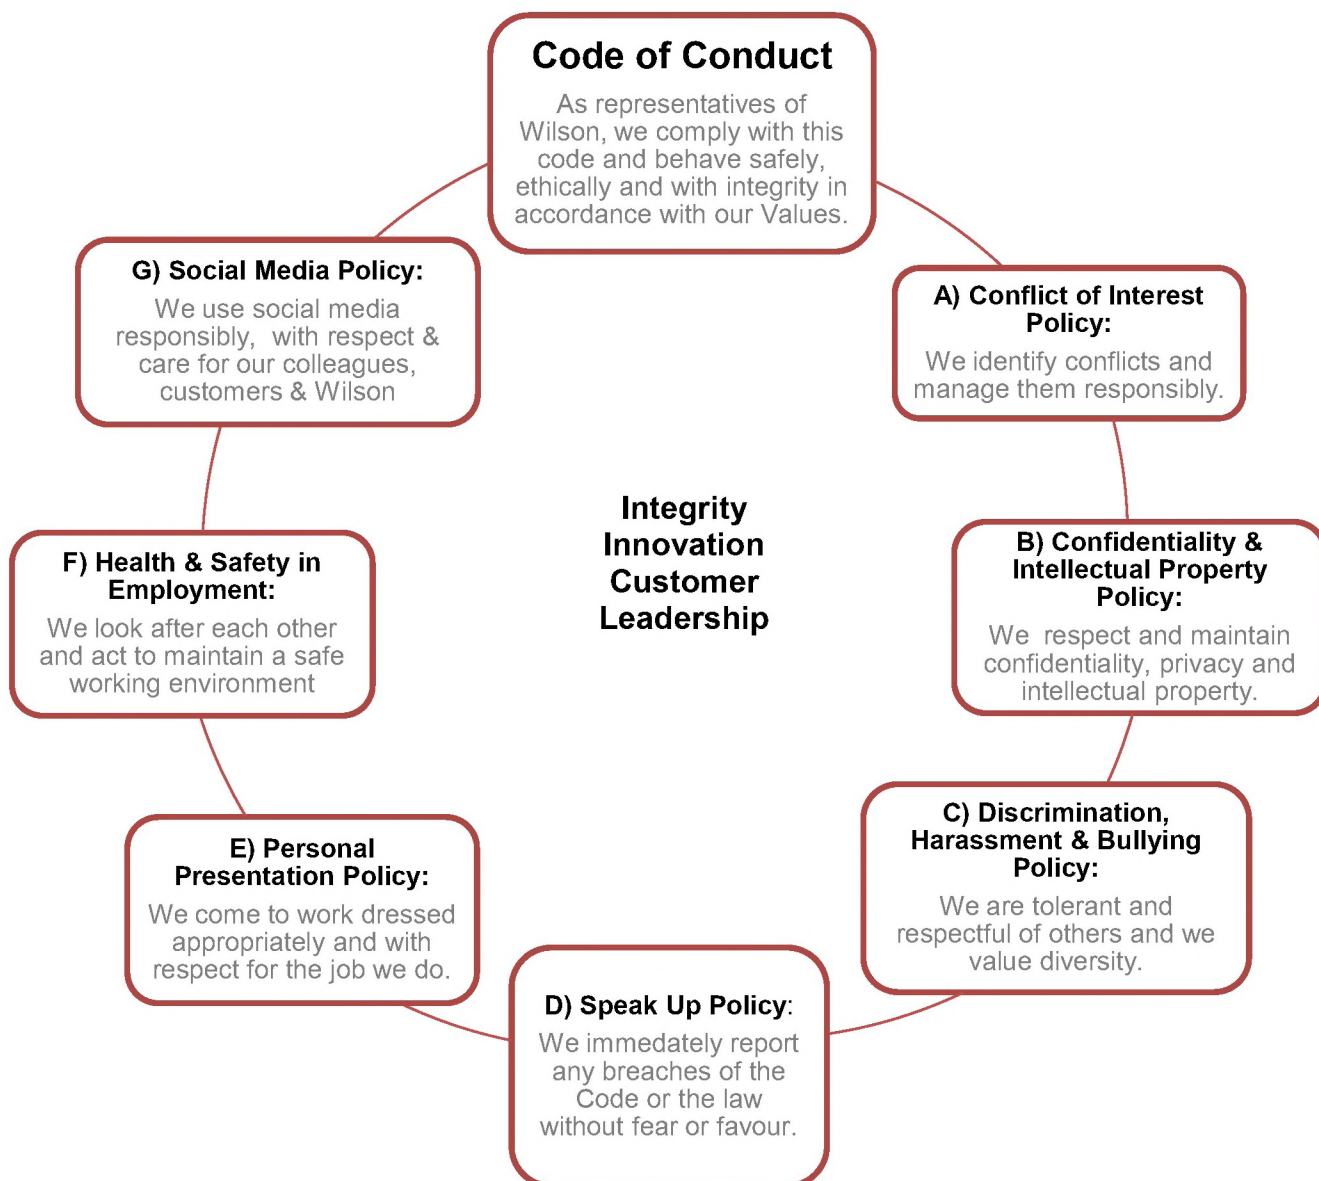 Code of Conduct
As representatives of
Wilson, we comply with this
code and behave safely,
ethically and with integrity in
accordance with our Values.
A) Conflict of Interest
Policy:
We identify conflicts and
manage them responsibly.
B) Confidentiality &
Intellectual Property
Policy:
We respect and maintain
confidentiality, privacy and
intellectual property.
C) Discrimination,
Harassment & Bullying
Policy:
We are tolerant and
respectful of others and we
value diversity.
D) Speak Up Policy:
We immedately report
any breaches of the
Code or the law
without fear or favour.
E) Personal
Presentation Policy:
We come to work dressed
appropriately and with
respect for the job we do.
F) Health & Safety in
Employment:
We look after each other
and act to maintain a safe
working environment
G) Social Media Policy:
We use social media
responsibly, with respect &
care for our colleagues,
customers & Wilson
Integrity
Innovation
Customer
Leadership